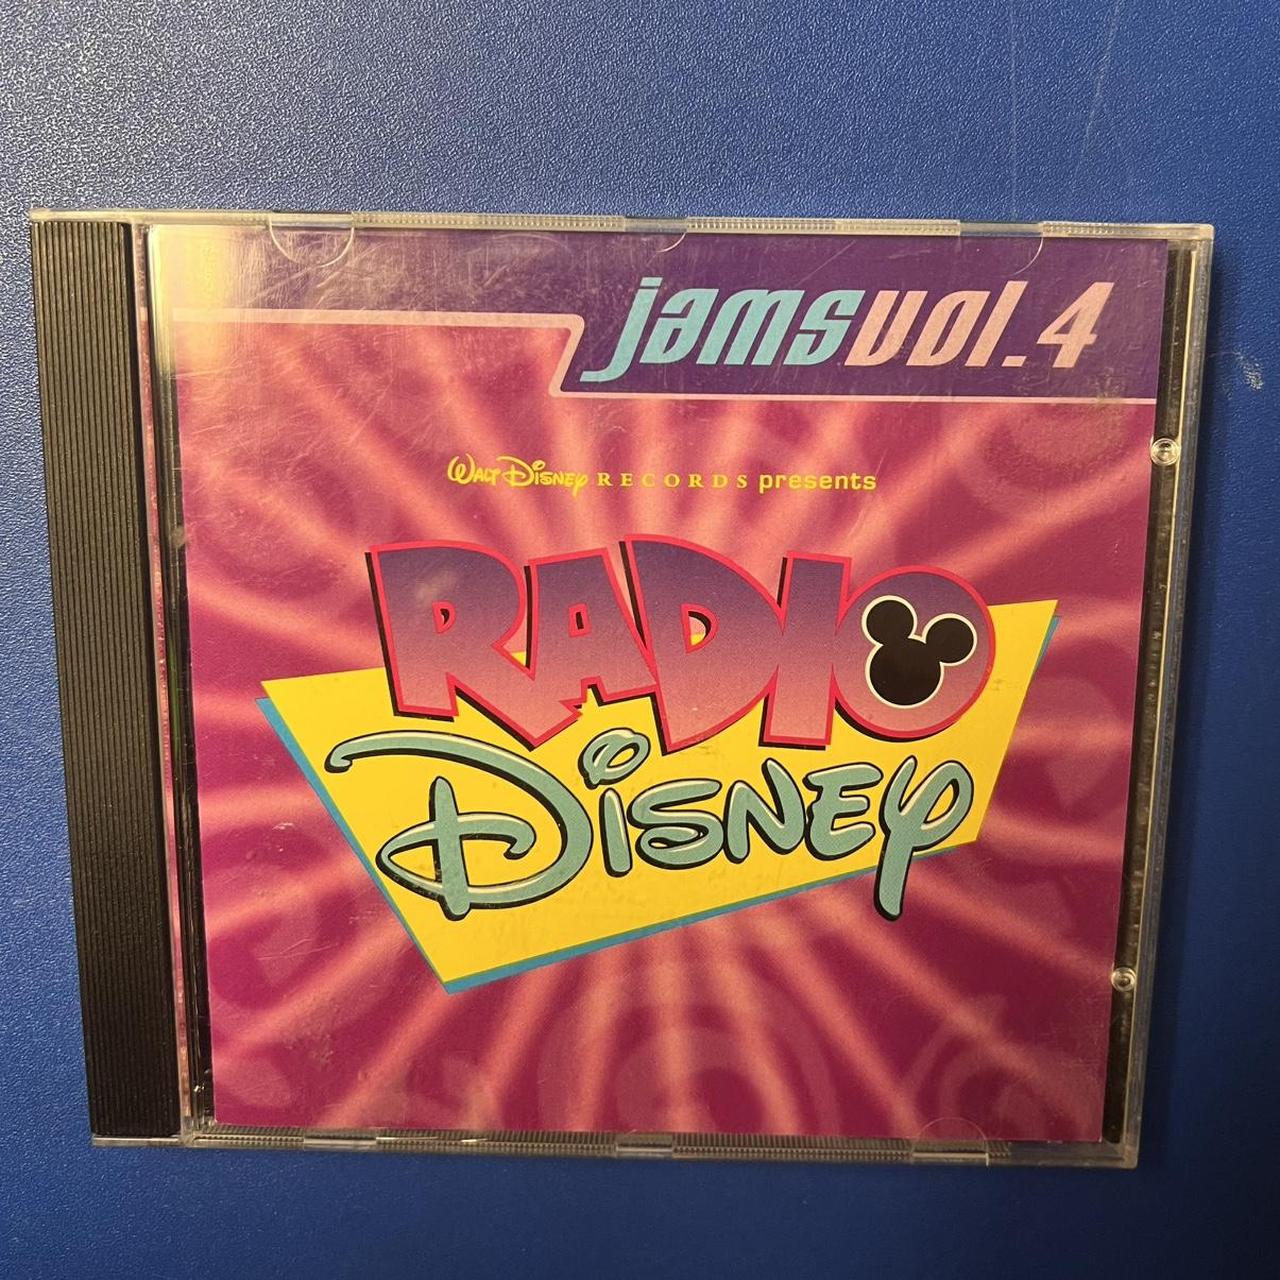 jamsvol.4
Walt Disney RECORDS presents
RADIO
Disney